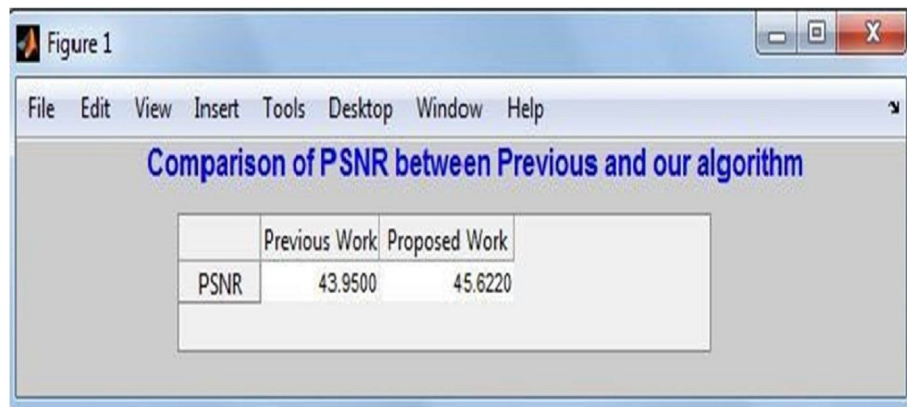 Figure 1
File Edit View Insert Tools Desktop Window Help
Comparison of PSNR between Previous and our algorithm
Previous Work Proposed Work
PSNR 43.9500 45.6220